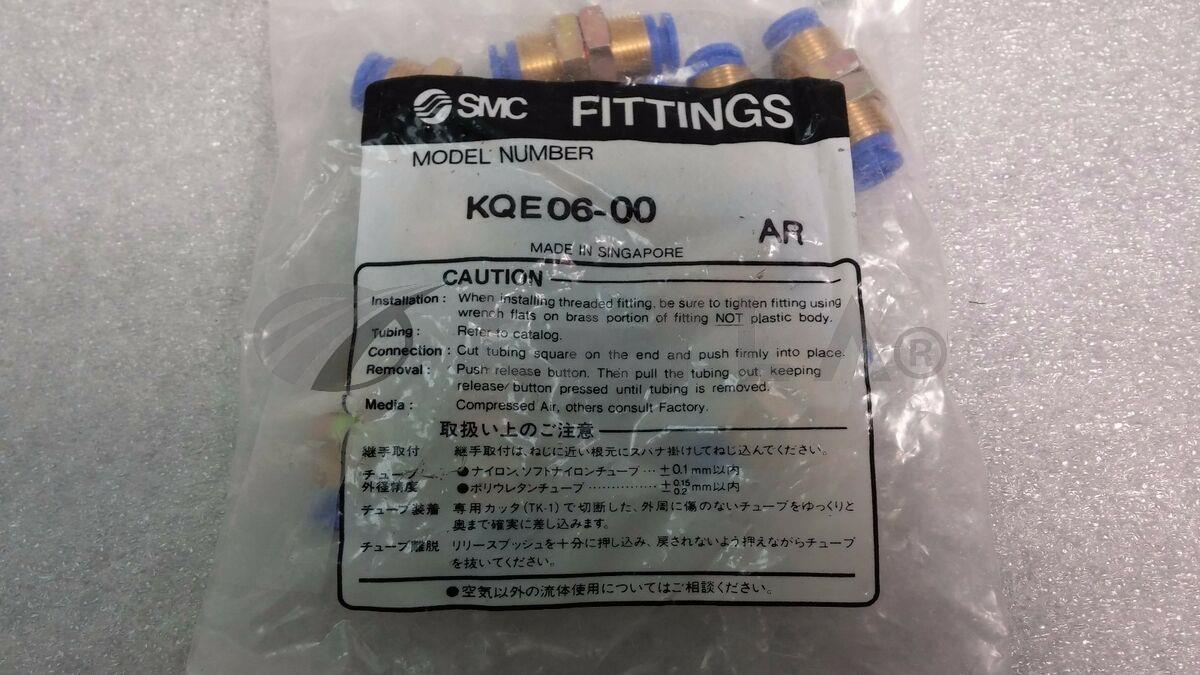 SMC FITTINGS
MODEL NUMBER
KQE06-00
AR
MADE IN SINGAPORE
CAUTION
Installation : When installing threaded fitting, be sure to tighten fitting using
wrench flats on brass portion of fitting NOT plastic body.
Tubing : Refer to catalog.
Connection : Cut tubing square on the end and push firmly into place.
Removal : Push release button. Then pull the tubing out, keeping
release button pressed until tubing is removed.
Media : Compressed Air, others consult Factory.
取扱い上のご注意
継手取付 継手取付は、ねじに近い根元にスパナ掛けしてねじ込んでください。
チューブ ●ナイロン、ソフトナイロンチューブ … ±0.1mm以内
外径精度 ●ポリウレタンチューブ …………… ±0.15 0.2 mm以内
チューブ装着 専用カッタ(TK-1)で切断した、外周に傷のないチューブをゆっくりと
奥まで確実に差し込みます。
チューブ離脱 リリースプッシュを十分に押し込み、戻されないよう押えながらチューブ
を抜いてください。
●空気以外の流体使用についてはご相談ください。
®